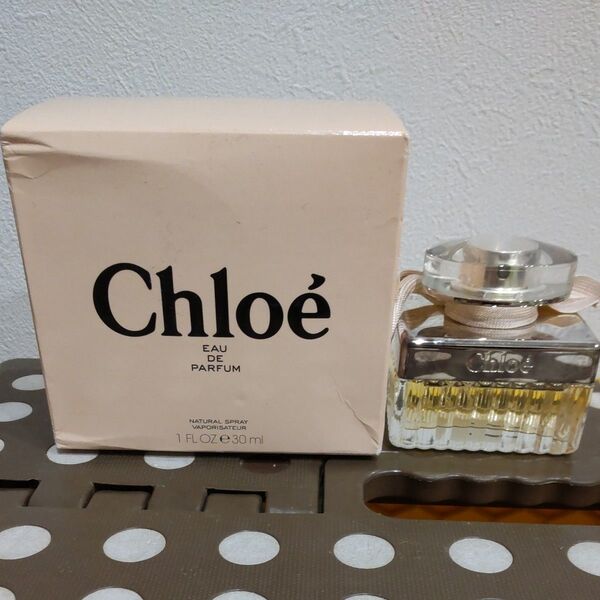 Chloé
EAU
DE
PARFUM
NATURAL SPRAY
VAPORISATEUR
1 FL OZ ℮ 30 ml
Chloé